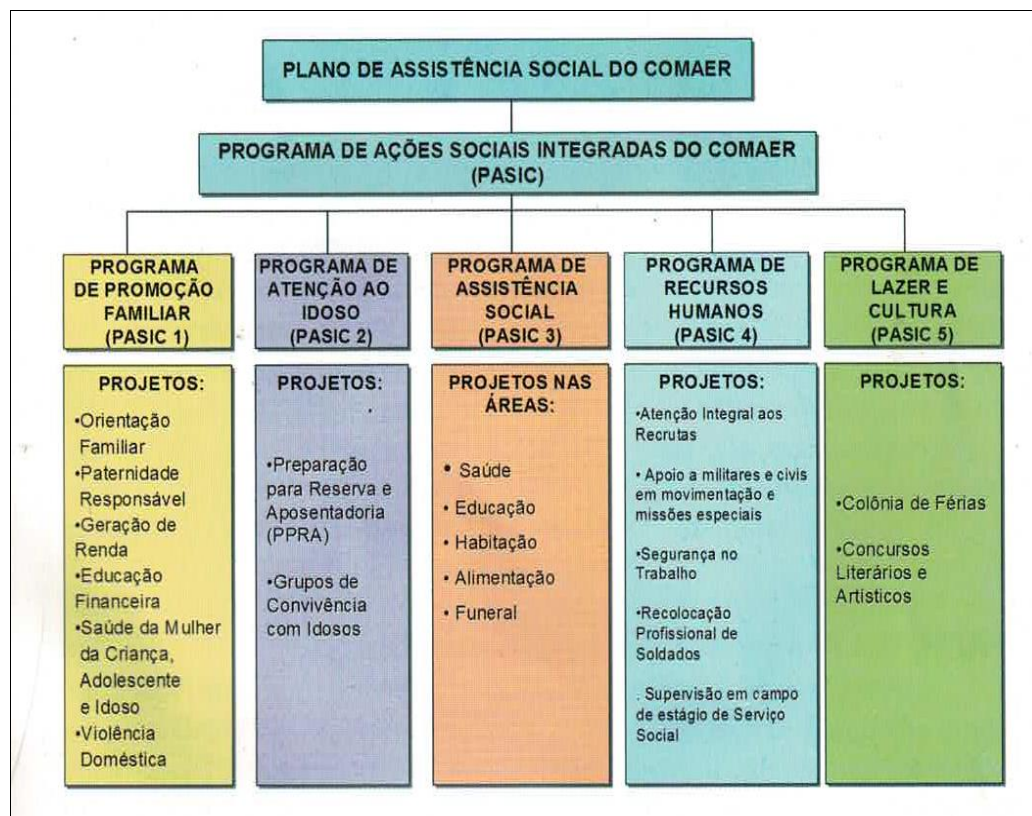 PLANO DE ASSISTÊNCIA SOCIAL DO COMAER
PROGRAMA DE AÇÕES SOCIAIS INTEGRADAS DO COMAER
(PASIC)
PROGRAMA
DE PROMOÇÃO
FAMILIAR
(PASIC 1)
PROJETOS:
•Orientação
Familiar
•Paternidade
Responsável
•Geração de
Renda
•Educação
Financeira
•Saúde da Mulher
da Criança,
Adolescente
e Idoso
•Violência
Doméstica
PROGRAMA DE
ATENÇÃO AO
IDOSO
(PASIC 2)
PROJETOS:
•Preparação
para Reserva e
Aposentadoria
(PPRA)
•Grupos de
Convivência
com Idosos
PROGRAMA DE
ASSISTÊNCIA
SOCIAL
(PASIC 3)
PROJETOS NAS
ÁREAS:
• Saúde
• Educação
• Habitação
• Alimentação
• Funeral
PROGRAMA DE
RECURSOS
HUMANOS
(PASIC 4)
PROJETOS:
•Atenção Integral aos
Recrutas
• Apoio a militares e civis
em movimentação e
missões especiais
•Segurança no
Trabalho
•Recolocação
Profissional de
Soldados
. Supervisão em campo
de estágio de Serviço
Social
PROGRAMA DE
LAZER E
CULTURA
(PASIC 5)
PROJETOS:
•Colônia de Férias
•Concursos
Literários e
Artísticos